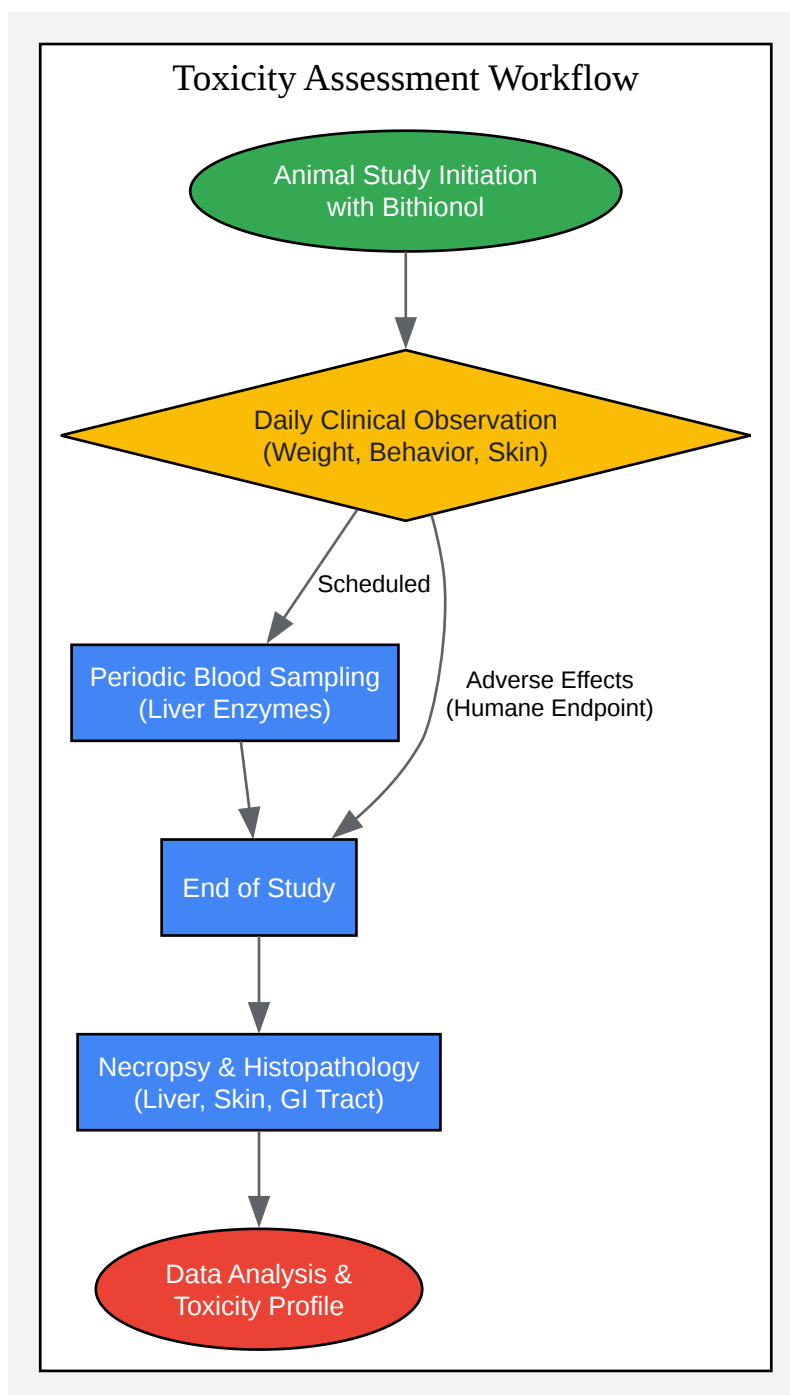 Toxicity Assessment Workflow
Animal Study Initiation
with Bithionol
Daily Clinical Observation
(Weight, Behavior, Skin)
Scheduled
Periodic Blood Sampling
(Liver Enzymes)
Adverse Effects
(Humane Endpoint)
End of Study
Necropsy & Histopathology
(Liver, Skin, GI Tract)
Data Analysis &
Toxicity Profile